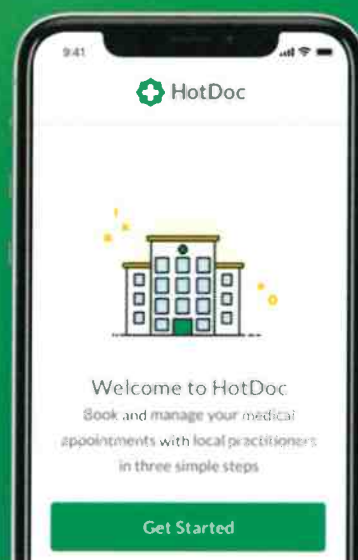 9:41
HotDoc
Welcome to HotDoc
Book and manage your medical
appointments with local practitioners
in three simple steps
Get Started